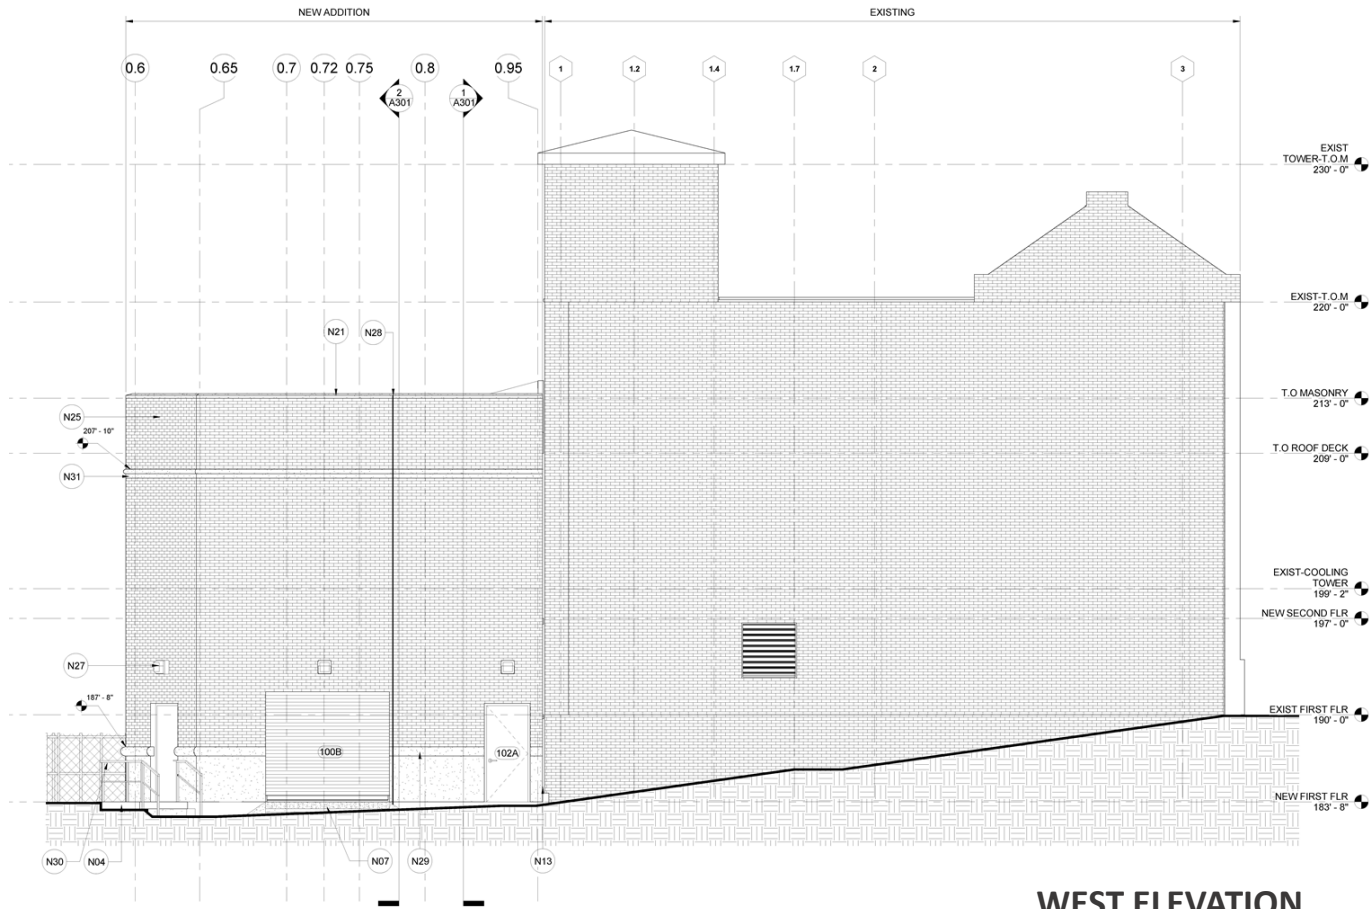 NEW ADDITION
EXISTING
0.6
0.65
0.7
0.72
0.75
0.8
0.95
1
1.2
1.4
1.7
2
3
2
A301
1
A301
EXIST
TOWER-T.O.M
230' - 0"
EXIST-T.O.M
220' - 0"
N21
N28
T.O MASONRY
213' - 0"
N25
207' - 10"
T.O ROOF DECK
209' - 0"
N31
EXIST-COOLING
TOWER
199' - 2"
NEW SECOND FLR
197' - 0"
N27
187' - 8"
EXIST FIRST FLR
190' - 0"
100B
102A
NEW FIRST FLR
183' - 8"
N30
N04
N07
N29
N13
WEST ELEVATION